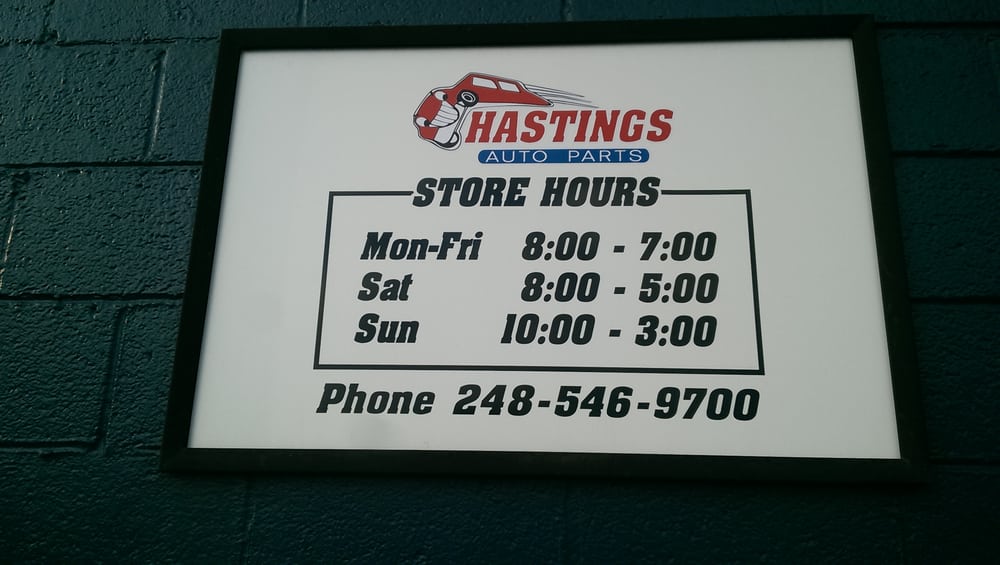 HASTINGS
AUTO PARTS
STORE HOURS
Mon-Fri 8:00 - 7:00
Sat 8:00 - 5:00
Sun 10:00 - 3:00
Phone 248-546-9700